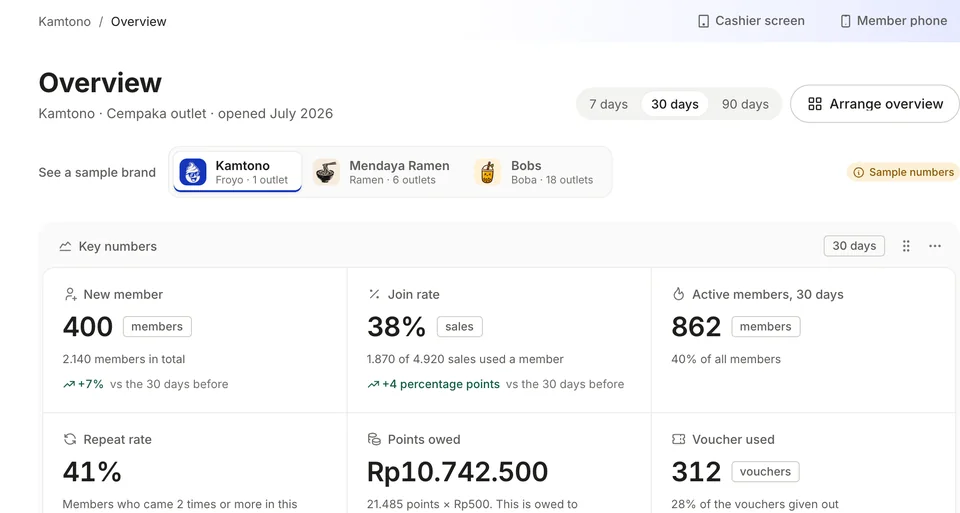 Kamtono / Overview
Cashier screen
Member phone
Overview
Kamtono · Cempaka outlet · opened July 2026
7 days
30 days
90 days
Arrange overview
See a sample brand
Kamtono
Froyo · 1 outlet
Mendaya Ramen
Ramen · 6 outlets
Bobs
Boba · 18 outlets
Sample numbers
Key numbers
30 days
New member
400 members
2.140 members in total
+7% vs the 30 days before
Join rate
38% sales
1.870 of 4.920 sales used a member
+4 percentage points vs the 30 days before
Active members, 30 days
862 members
40% of all members
Repeat rate
41%
Members who came 2 times or more in this
Points owed
Rp10.742.500
21.485 points × Rp500. This is owed to
Voucher used
312 vouchers
28% of the vouchers given out